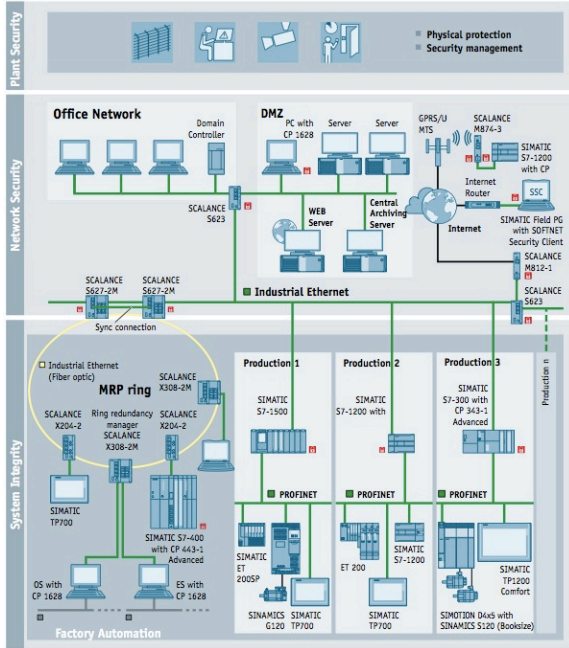 Plant Security
Physical protection
Security management
Network Security
Office Network
Domain
Controller
DMZ
PC with
CP 1628
Server
Server
GPRS/U
MTS
SCALANCE
M874-3
SIMATIC
S7-1200
with CP
SCALANCE
S623
WEB
Server
Central
Archiving
Server
Internet
Router
SSC
Internet
SIMATIC Field PG
with SOFTNET
Security Client
SCALANCE
M812-1
SCALANCE
S627-2M
SCALANCE
S627-2M
Industrial Ethernet
SCALANCE
S623
Sync connection
System Integrity
Industrial Ethernet
(Fiber optic)
MRP ring
SCALANCE
X308-2M
SCALANCE
X204-2
Ring redundancy
manager
SCALANCE
X308-2M
SCALANCE
X204-2
SIMATIC
TP700
SIMATIC S7-400
with CP 443-1
Advanced
OS with
CP 1628
ES with
CP 1628
Factory Automation
Production 1
SIMATIC
S7-1500
PROFINET
SIMATIC
ET
200SP
SINAMICS
G120
SIMATIC
TP700
Production 2
SIMATIC
S7-1200 with
PROFINET
ET 200
SIMATIC
S7-1200
SIMATIC
TP700
Production 3
SIMATIC
S7-300 with
CP 343-1
Advanced
PROFINET
SIMATIC
TP1200
Comfort
SIMOTION D4x5 with
SINAMICS S120 (Booksize)
Production n